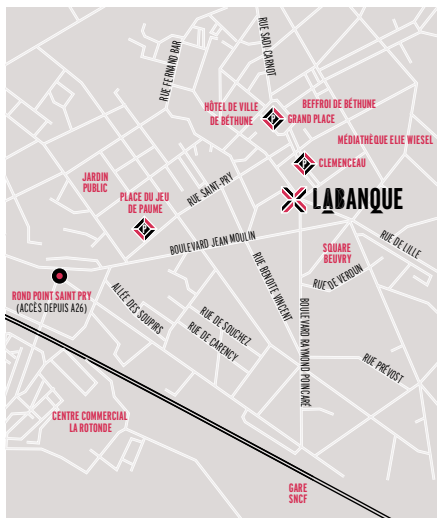 RUE SADI CARNOT
RUE FERNAND BAR
HÔTEL DE VILLE
DE BÉTHUNE
BEFFROI DE BÉTHUNE
P
GRAND PLACE
MÉDIATHÈQUE ELIE WIESEL
P
CLEMENCEAU
JARDIN
PUBLIC
RUE SAINT-PRY
PLACE DU JEU
DE PAUME
P
LABANQUE
BOULEVARD JEAN MOULIN
RUE DE LILLE
SQUARE
BEUVRY
RUE DE VERDUN
RUE BENOITE VINCENT
ROND POINT SAINT PRY
(ACCÈS DEPUIS A26)
ALLÉE DES SOUPIRS
RUE DE SOUCHEZ
RUE DE CARENCY
BOULEVARD RAYMOND POINCARÉ
RUE PRÉVOST
CENTRE COMMERCIAL
LA ROTONDE
GARE
SNCF